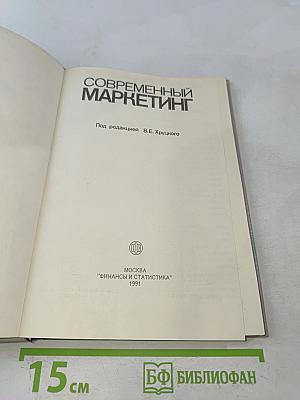 СОВРЕМЕННЫЙ
МАРКЕТИНГ
Под редакцией В.Е. Хруцкого
МОСКВА
"ФИНАНСЫ И СТАТИСТИКА"
1991
15 см
БФ БИБЛИОФАН